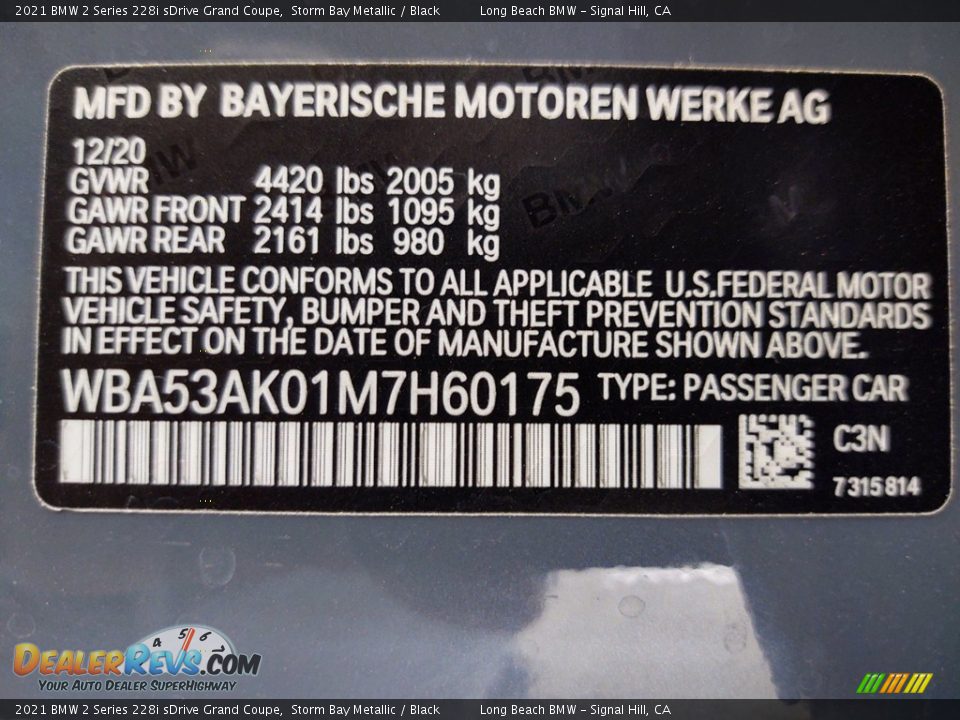 2021 BMW 2 Series 228i sDrive Grand Coupe, Storm Bay Metallic / Black Long Beach BMW - Signal Hill, CA
MFD BY BAYERISCHE MOTOREN WERKE AG
12/20
GVWR 4420 lbs 2005 kg
GAWR FRONT 2414 lbs 1095 kg
GAWR REAR 2161 lbs 980 kg
THIS VEHICLE CONFORMS TO ALL APPLICABLE U.S.FEDERAL MOTOR
VEHICLE SAFETY, BUMPER AND THEFT PREVENTION STANDARDS
IN EFFECT ON THE DATE OF MANUFACTURE SHOWN ABOVE.
WBA53AK01M7H60175 TYPE: PASSENGER CAR
C3N
7315814
4 5 6
DEALERREVS.COM
YOUR AUTO DEALER SUPERHIGHWAY
2021 BMW 2 Series 228i sDrive Grand Coupe, Storm Bay Metallic / Black Long Beach BMW - Signal Hill, CA